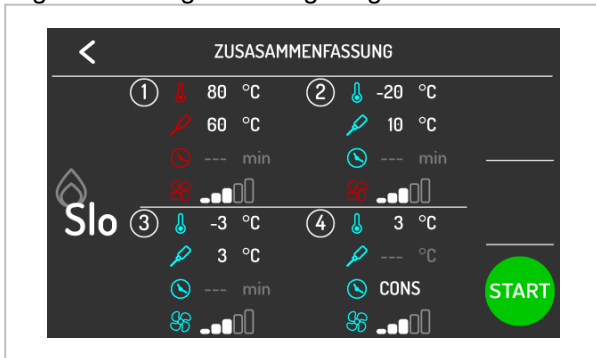 ZUSASAMMENFASSUNG
1 80 °C
60 °C
--- min
2 -20 °C
10 °C
--- min
Slo
3 -3 °C
3 °C
--- min
4 3 °C
--- °C
CONS
START